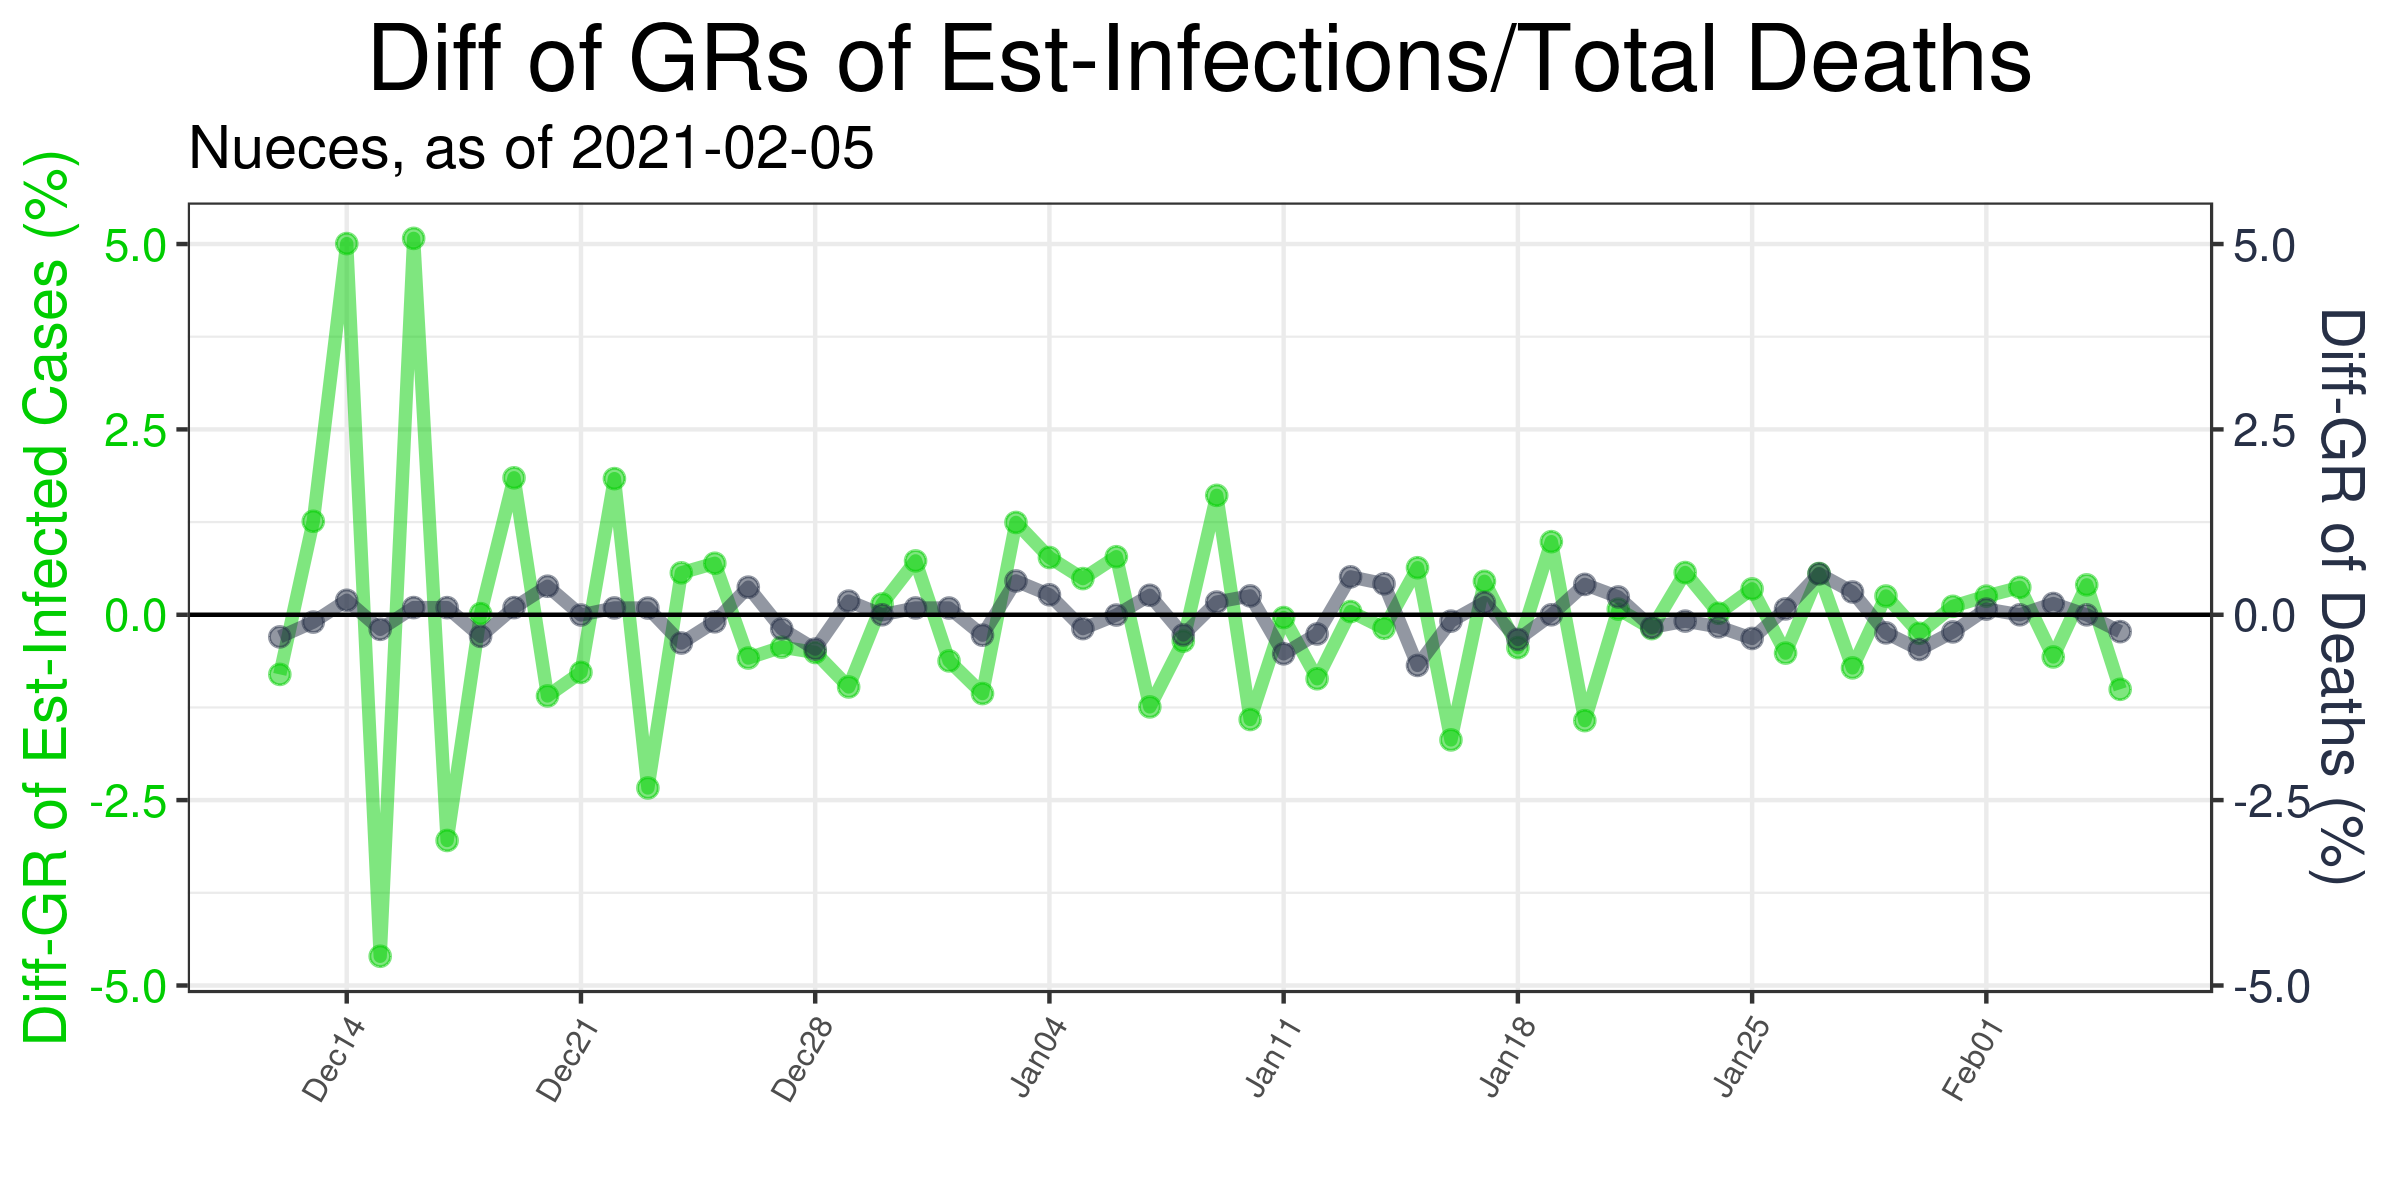 Diff of GRs of Est-Infections/Total Deaths
Nueces, as of 2021-02-05
Diff-GR of Est-Infected Cases (%)
5.0
2.5
0.0
-2.5
-5.0
5.0
2.5
0.0
-2.5
-5.0
Diff-GR of Deaths (%)
Dec14
Dec21
Dec28
Jan04
Jan11
Jan18
Jan25
Feb01